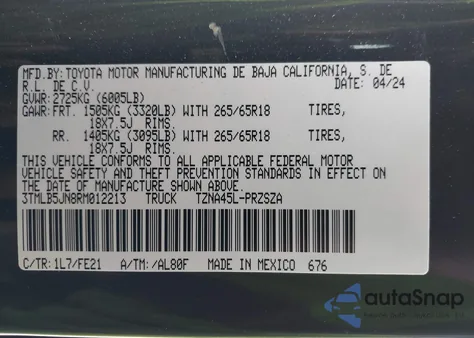 MFD.BY:TOYOTA MOTOR MANUFACTURING DE BAJA CALIFORNIA, S. DE
R.L. DE C.V. 04/24
GVWR: 2725KG (6005LB)
GAWR:FRT. 1505KG (3320LB) WITH 265/65R18 TIRES,
18X7.5J RIMS,
RR. 1405KG (3095LB) WITH 265/65R18 TIRES,
18X7.5J RIMS.
THIS VEHICLE CONFORMS TO ALL APPLICABLE FEDERAL MOTOR
VEHICLE SAFETY AND THEFT PREVENTION STANDARDS IN EFFECT ON
THE DATE OF MANUFACTURE SHOWN ABOVE.
3TMLB5JN8RM012213 TRUCK TZNA45L-PRZSZA
C/TR:1L7/FE21 A/TM:/AL80F MADE IN MEXICO 676
autoSnap